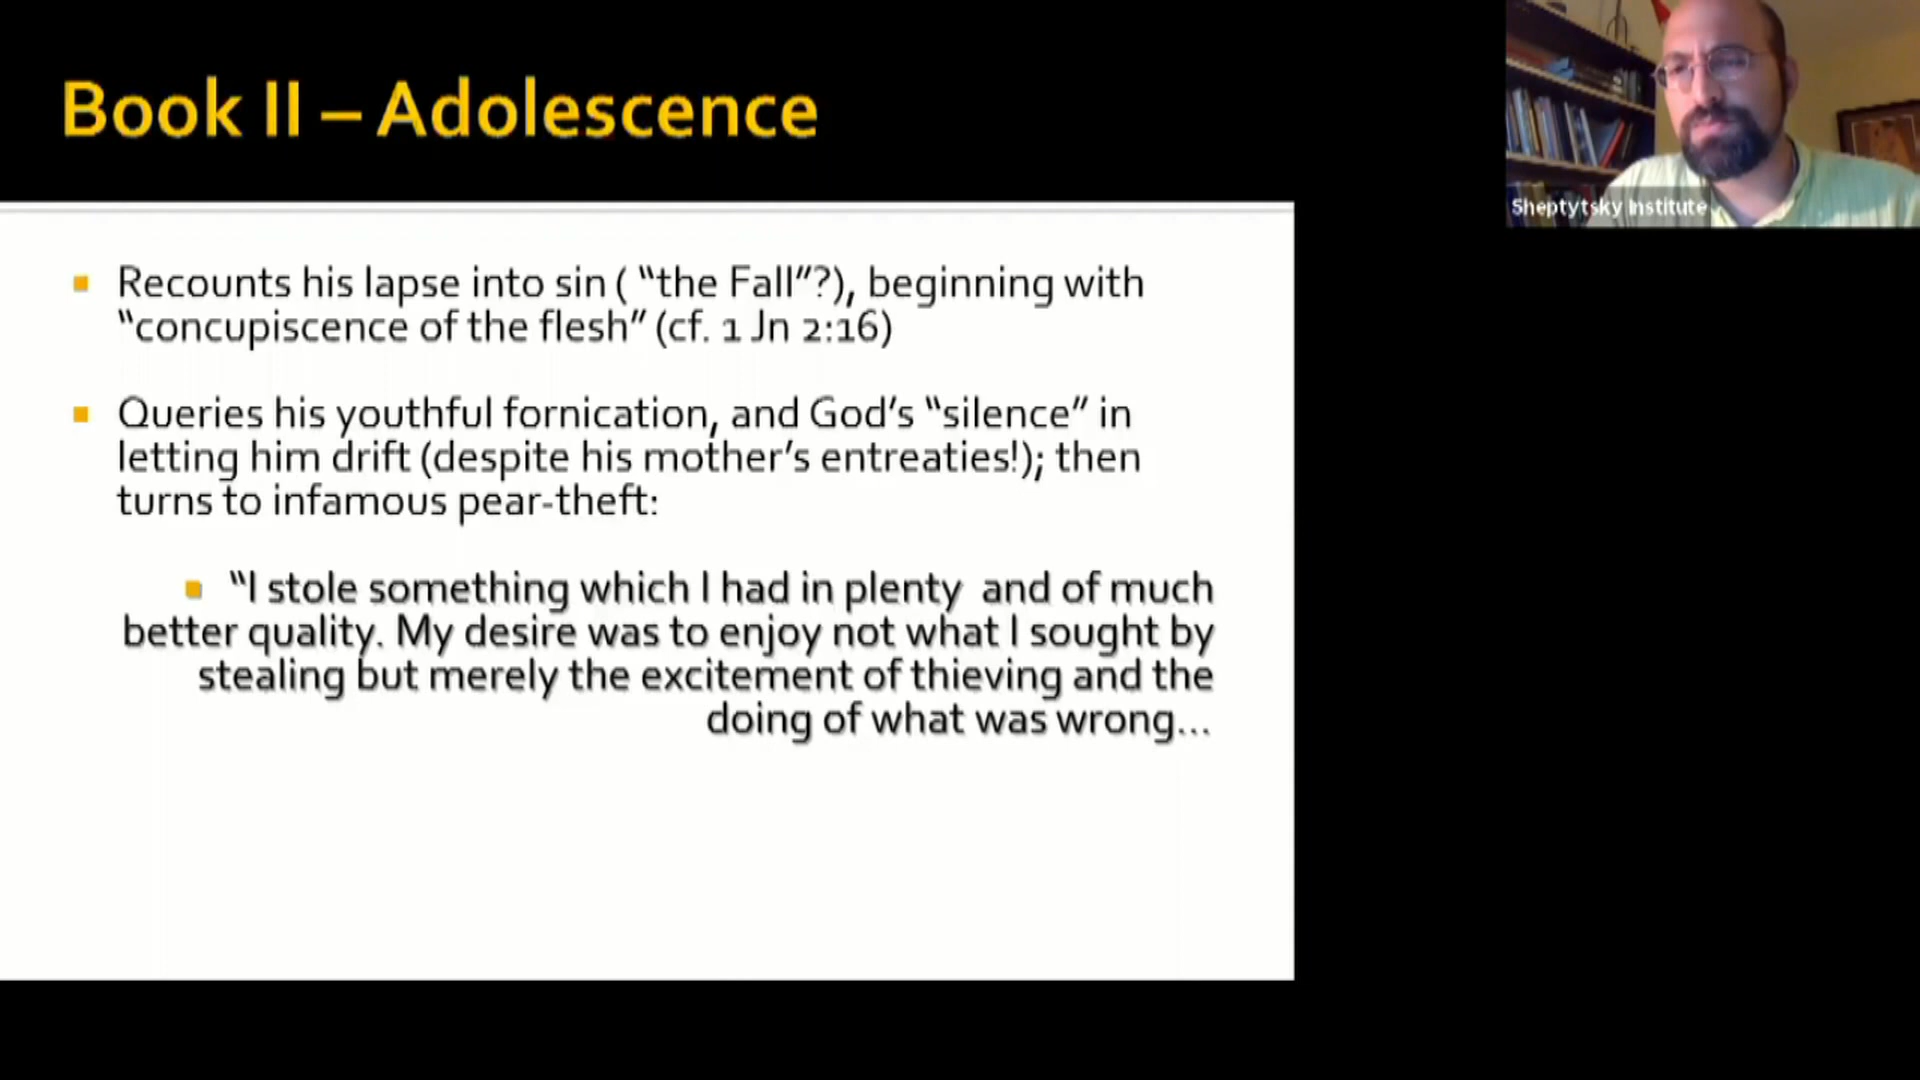 Book II – Adolescence
Sheptytsky Institute
Recounts his lapse into sin ( “the Fall”?), beginning with
“concupiscence of the flesh” (cf. 1 Jn 2:16)
Queries his youthful fornication, and God’s “silence” in
letting him drift (despite his mother’s entreaties!); then
turns to infamous pear-theft:
“I stole something which I had in plenty  and of much
better quality. My desire was to enjoy not what I sought by
stealing but merely the excitement of thieving and the
doing of what was wrong…